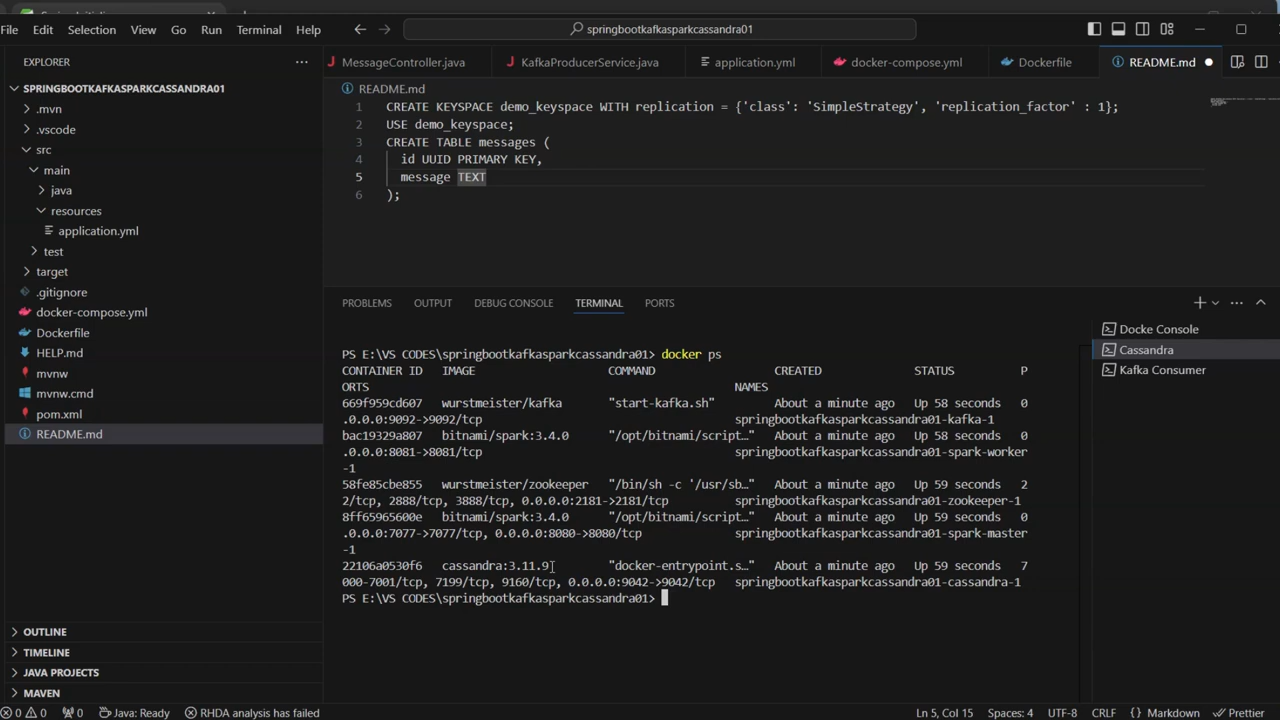 File Edit Selection View Go Run Terminal Help
springbootkafkasparkcassandra01
EXPLORER
MessageController.java
KafkaProducerService.java
application.yml
docker-compose.yml
Dockerfile
README.md
SPRINGBOOTKAFKASPARKCASSANDRA01
.mvn
.vscode
src
main
java
resources
application.yml
test
target
.gitignore
docker-compose.yml
Dockerfile
HELP.md
mvnw
mvnw.cmd
pom.xml
README.md
OUTLINE
TIMELINE
JAVA PROJECTS
MAVEN
README.md
1 CREATE KEYSPACE demo_keyspace WITH replication = {'class': 'SimpleStrategy', 'replication_factor' : 1};
2 USE demo_keyspace;
3 CREATE TABLE messages (
4 id UUID PRIMARY KEY,
5 message TEXT
6 );
PROBLEMS OUTPUT DEBUG CONSOLE TERMINAL PORTS
PS E:\VS CODES\springbootkafkasparkcassandra01> docker ps
CONTAINER ID IMAGE COMMAND CREATED STATUS P
ORTS NAMES
669f959cd607 wurstmeister/kafka "start-kafka.sh" About a minute ago Up 58 seconds 0
.0.0.0:9092->9092/tcp springbootkafkasparkcassandra01-kafka-1
bac19329a807 bitnami/spark:3.4.0 "/opt/bitnami/script…" About a minute ago Up 58 seconds 0
.0.0.0:8081->8081/tcp springbootkafkasparkcassandra01-spark-worker
-1
58fe85cbe855 wurstmeister/zookeeper "/bin/sh -c '/usr/sb…" About a minute ago Up 59 seconds 2
2/tcp, 2888/tcp, 3888/tcp, 0.0.0.0:2181->2181/tcp springbootkafkasparkcassandra01-zookeeper-1
8ff65965600e bitnami/spark:3.4.0 "/opt/bitnami/script…" About a minute ago Up 59 seconds 0
.0.0.0:7077->7077/tcp, 0.0.0.0:8080->8080/tcp springbootkafkasparkcassandra01-spark-master
-1
22106a0530f6 cassandra:3.11.9 "docker-entrypoint.s…" About a minute ago Up 59 seconds 7
000-7001/tcp, 7199/tcp, 9160/tcp, 0.0.0.0:9042->9042/tcp springbootkafkasparkcassandra01-cassandra-1
PS E:\VS CODES\springbootkafkasparkcassandra01>
Docke Console
Cassandra
Kafka Consumer
0 0 0 Java: Ready RHDA analysis has failed
Ln 5, Col 15 Spaces: 4 UTF-8 CRLF {} Markdown Prettier